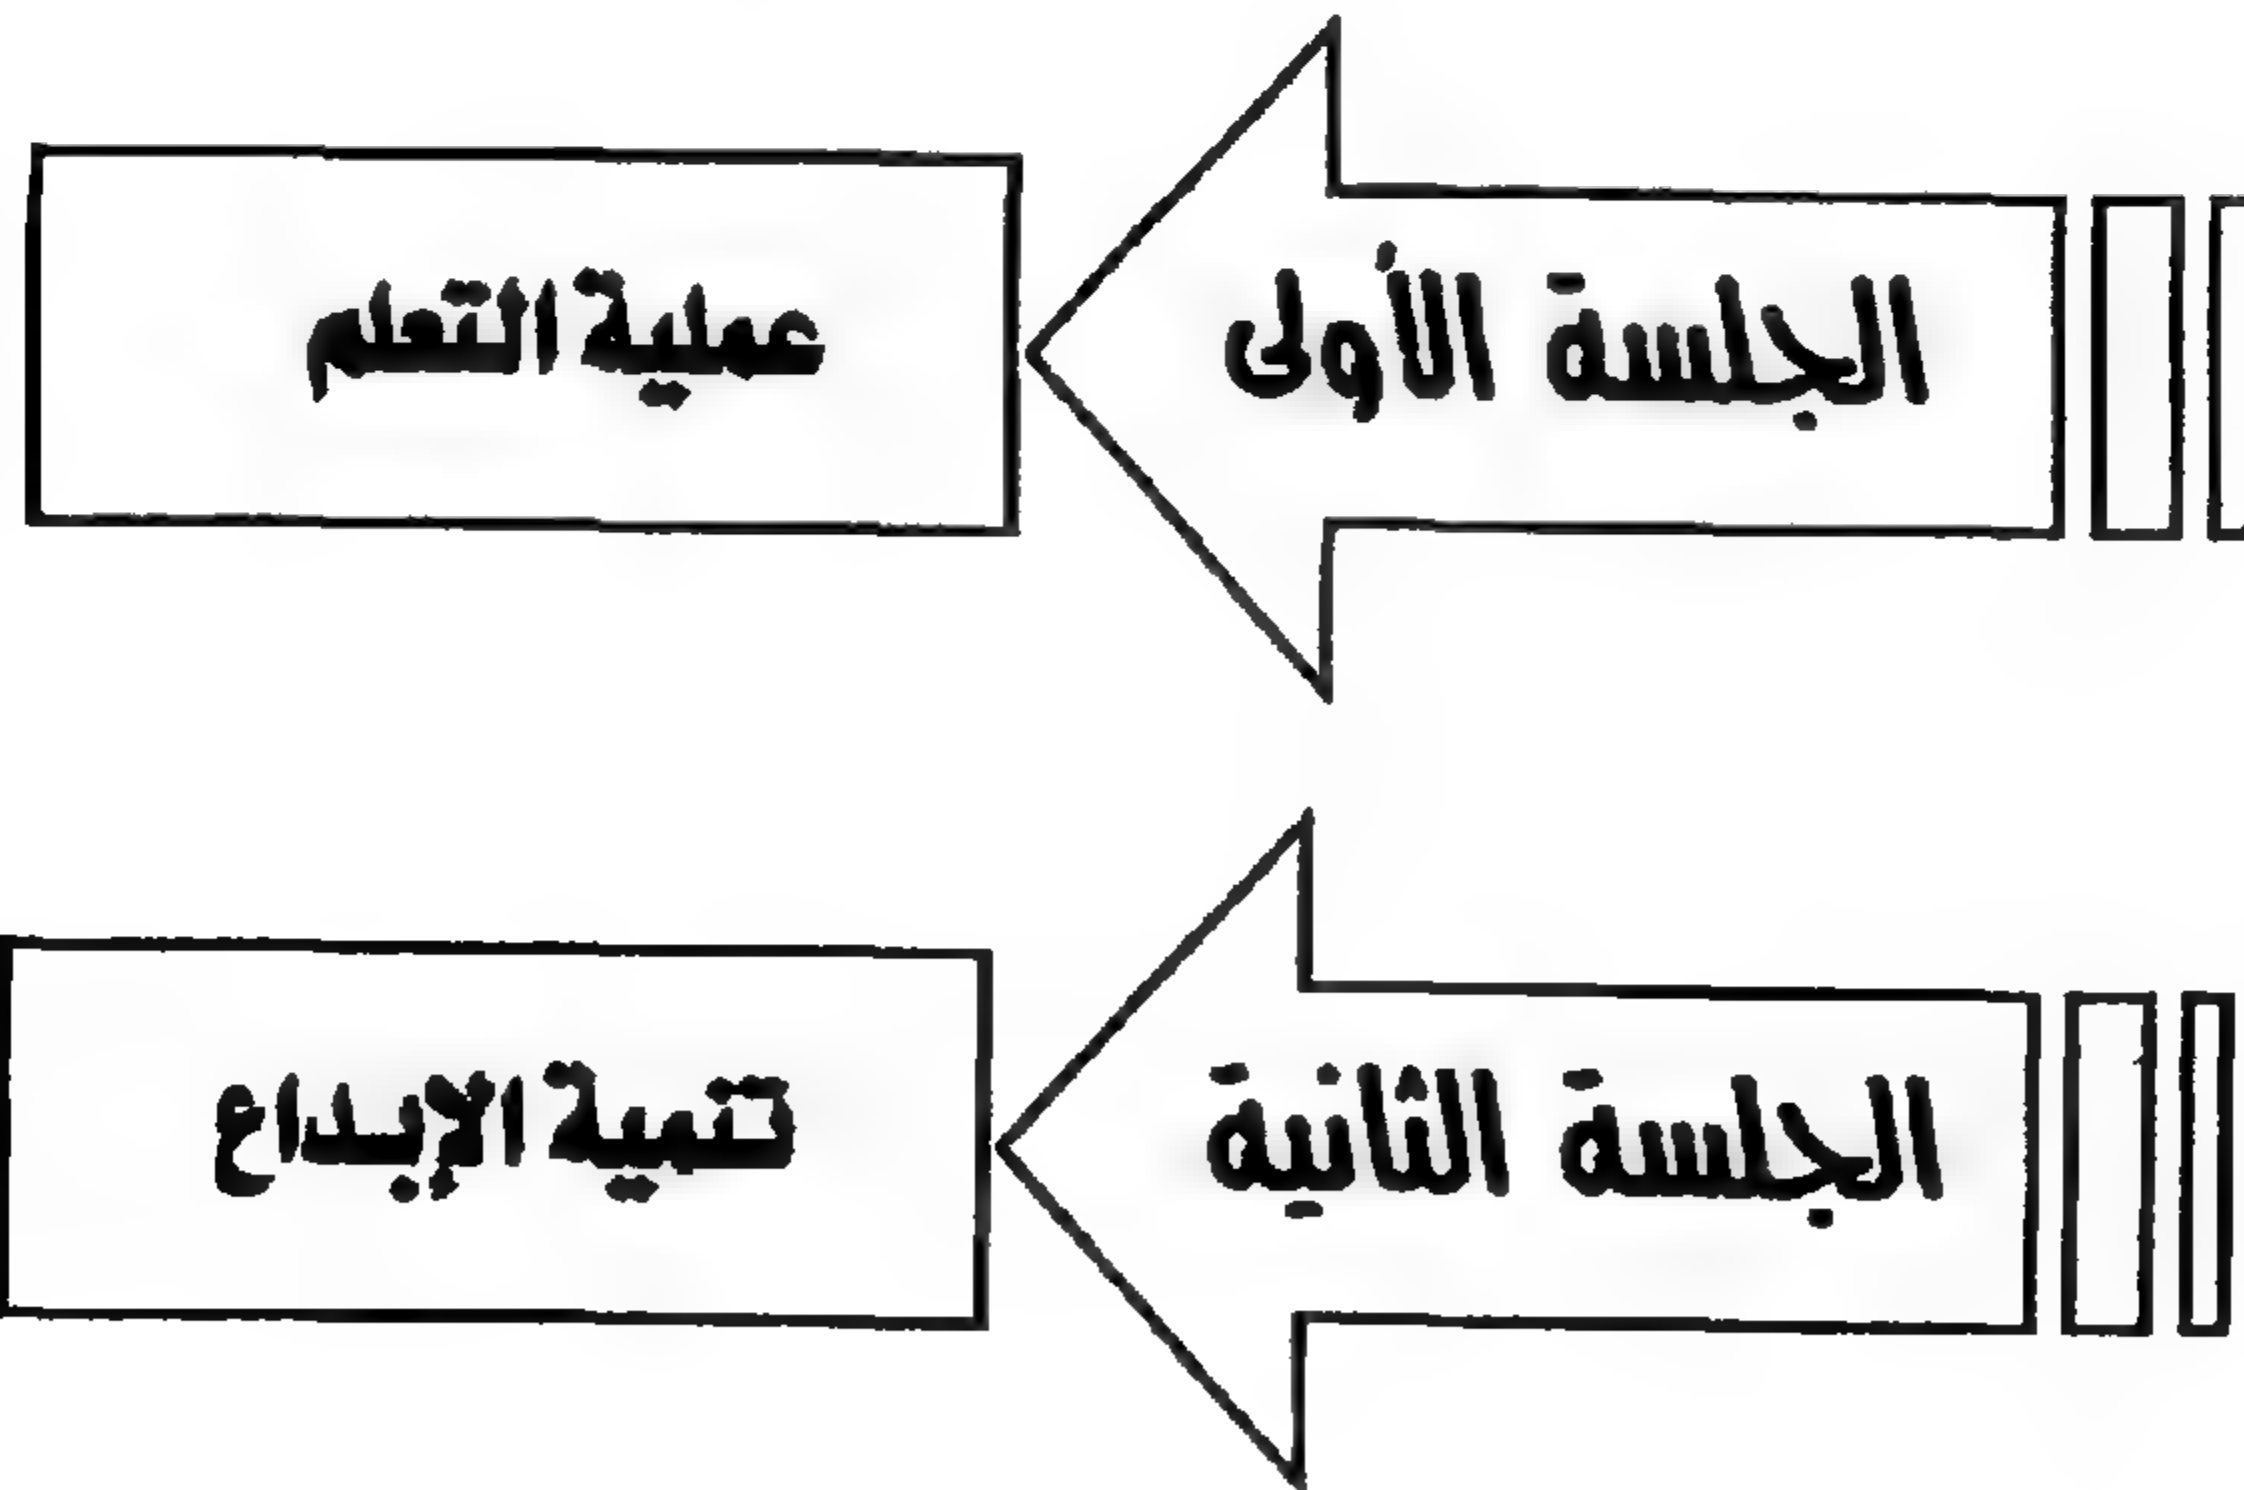 الجلسة الأولى
عملية التعلم
الجلسة الثانية
تنمية الإبداع